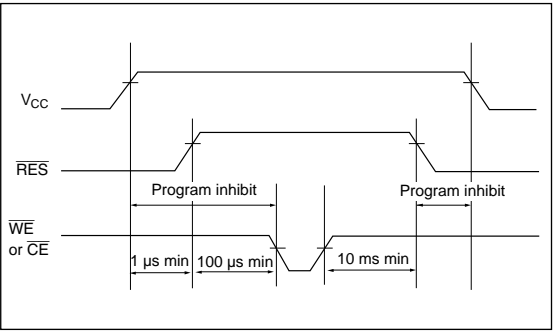 VCC
RES
Program inhibit
Program inhibit
WE
or CE
1 µs min
100 µs min
10 ms min